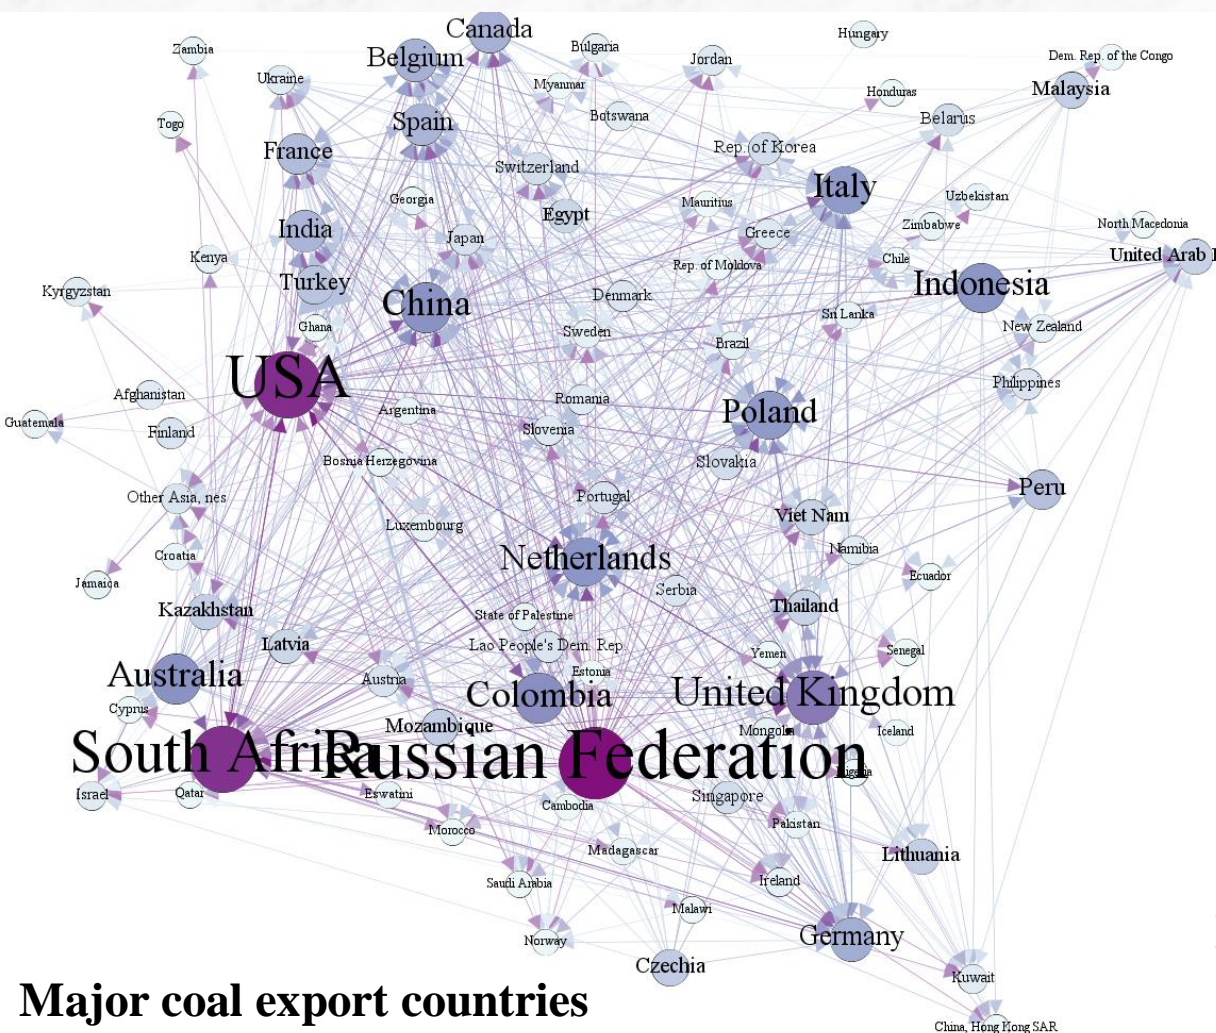 Canada
Hungary
Zambia
Belgium
Bulgaria
Jordan
Dem. Rep. of the Congo
Ukraine
Myanmar
Honduras
Malaysia
Togo
Spain
Botswana
Belarus
France
Rep. of Korea
Switzerland
Italy
Georgia
Mauritius
Uzbekistan
Egypt
India
Japan
Greece
Zimbabwe
North Macedonia
Kenya
Rep. of Moldova
Chile
United Arab
Kyrgyzstan
Turkey
China
Denmark
Indonesia
Ghana
Sweden
Sri Lanka
New Zealand
Brazil
USA
Philippines
Afghanistan
Argentina
Romania
Poland
Guatemala
Finland
Slovenia
Bosnia Herzegovina
Slovakia
Other Asia, nes
Portugal
Peru
Luxembourg
Viet Nam
Croatia
Netherlands
Namibia
Jamaica
Serbia
Ecuador
Kazakhstan
State of Palestine
Thailand
Latvia
Lao People's Dem. Rep
Yemen
Senegal
Australia
Austria
Estonia
Colombia
United Kingdom
Cyprus
Mozambique
Mongolia
Iceland
South Africa
Russian Federation
Nigeria
Israel
Qatar
Eswatini
Cambodia
Singapore
Morocco
Pakistan
Madagascar
Lithuania
Saudi Arabia
Ireland
Malawi
Norway
Germany
Czechia
Kuwait
Major coal export countries
China, Hong Kong SAR